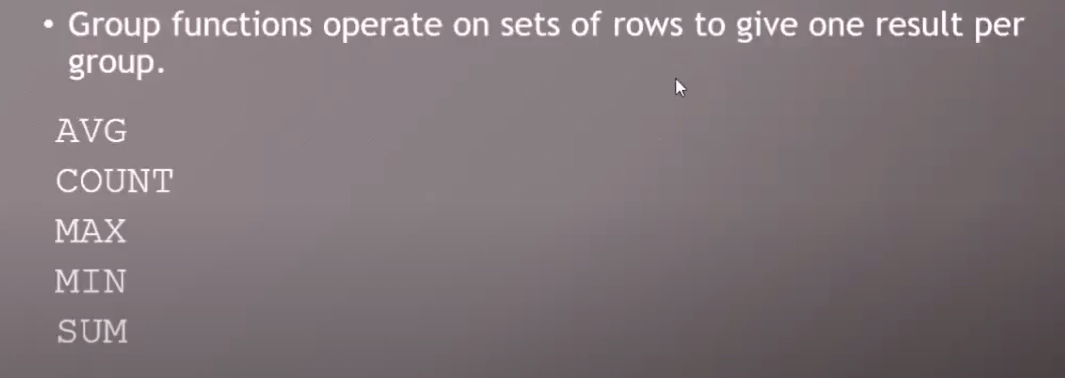 • Group functions operate on sets of rows to give one result per
group.
AVG
COUNT
MAX
MIN
SUM